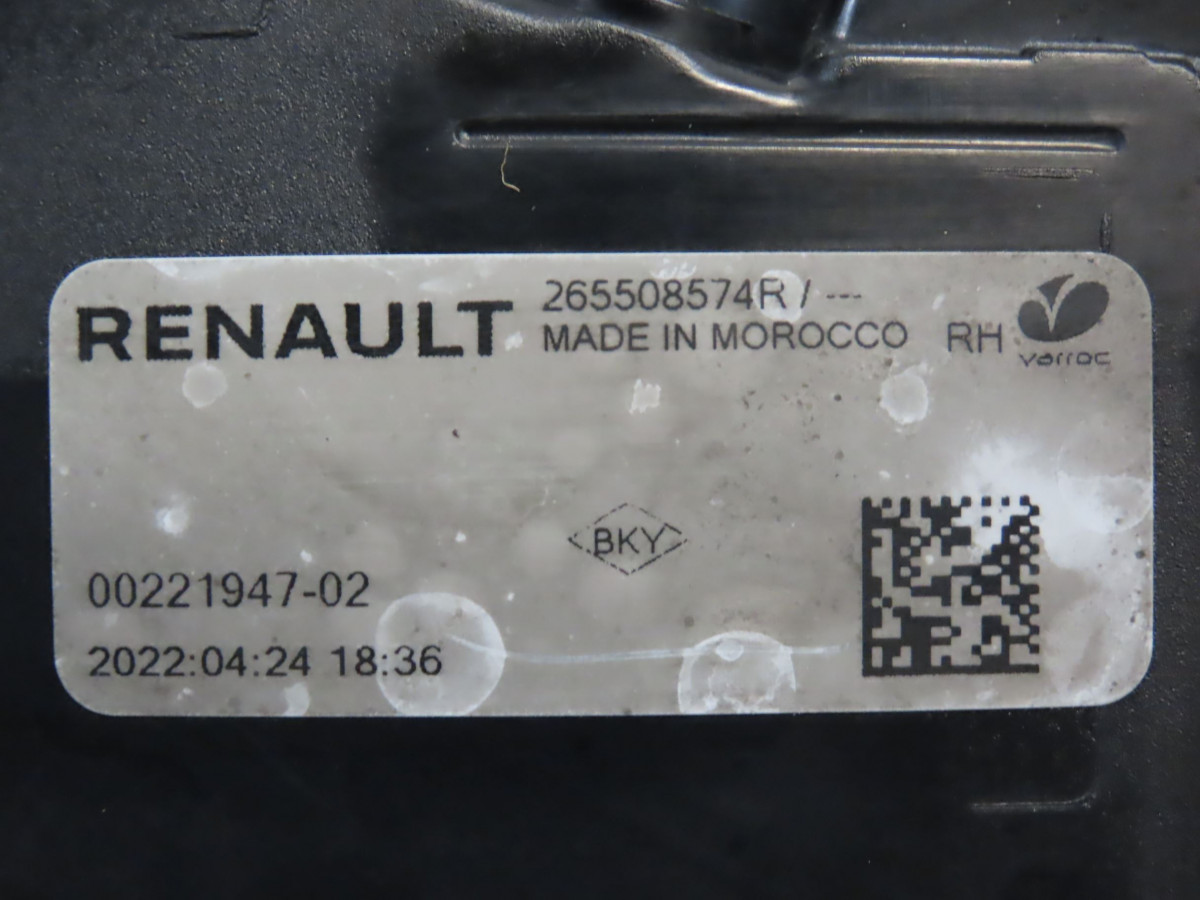 RENAULT
265508574R / ---
MADE IN MOROCCO
RH
varroc
BKY
00221947-02
2022:04:24 18:36